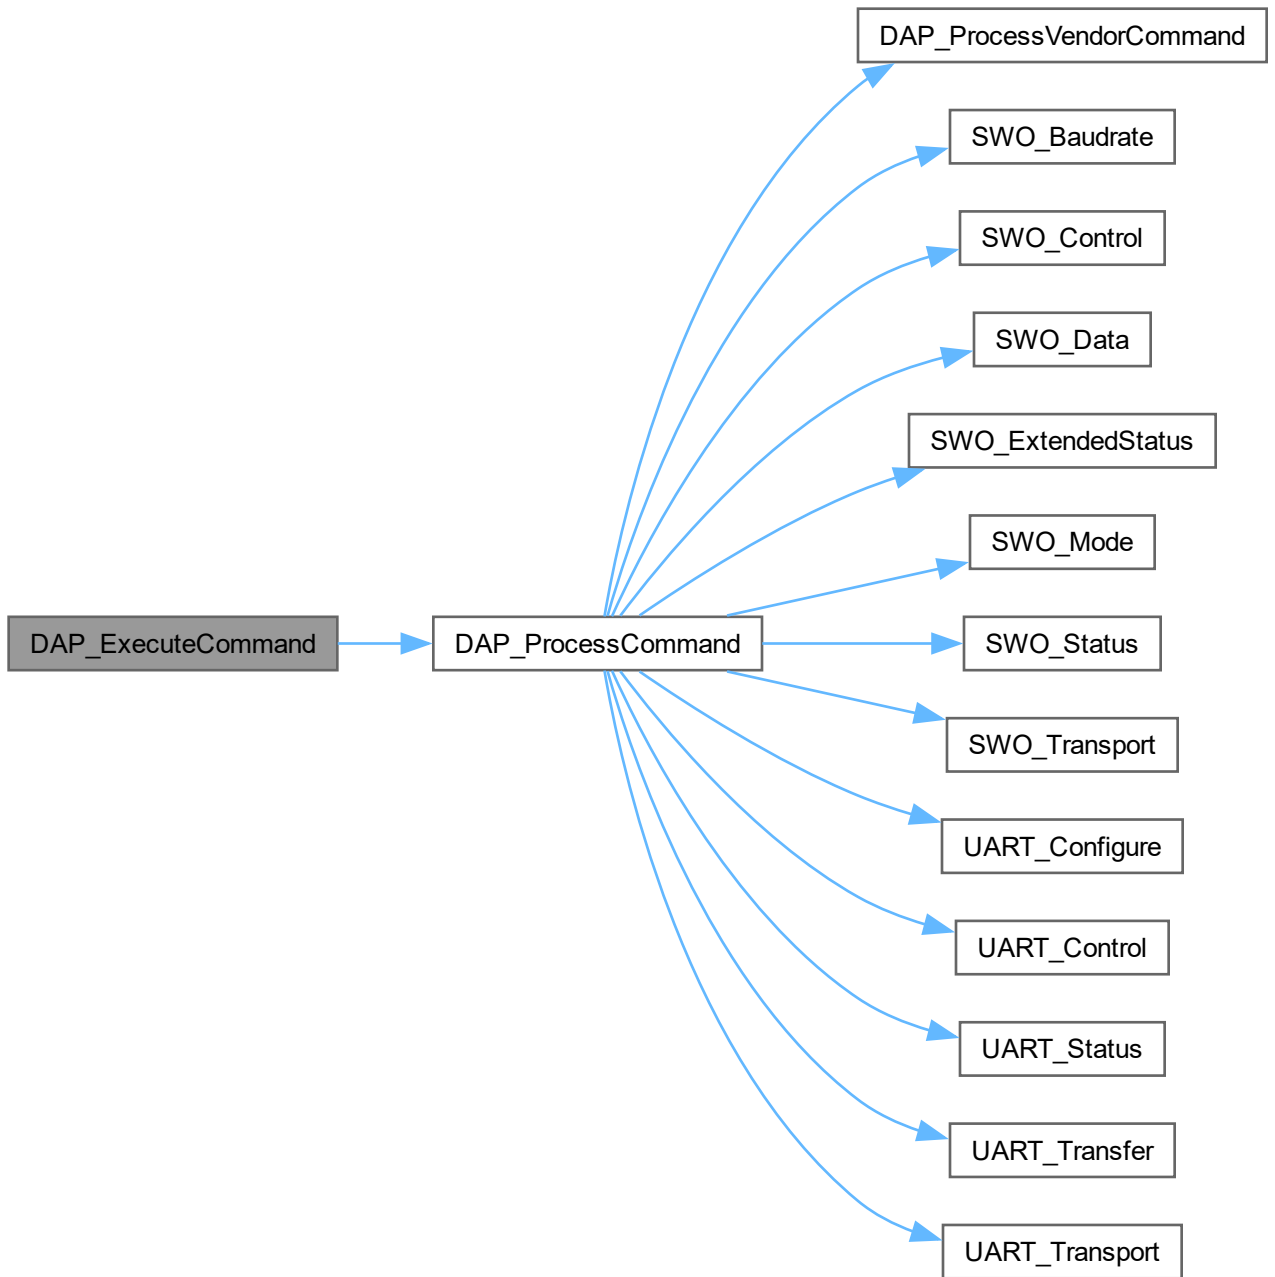 DAP_ProcessVendorCommand
SWO_Baudrate
SWO_Control
SWO_Data
SWO_ExtendedStatus
SWO_Mode
DAP_ExecuteCommand
DAP_ProcessCommand
SWO_Status
SWO_Transport
UART_Configure
UART_Control
UART_Status
UART_Transfer
UART_Transport